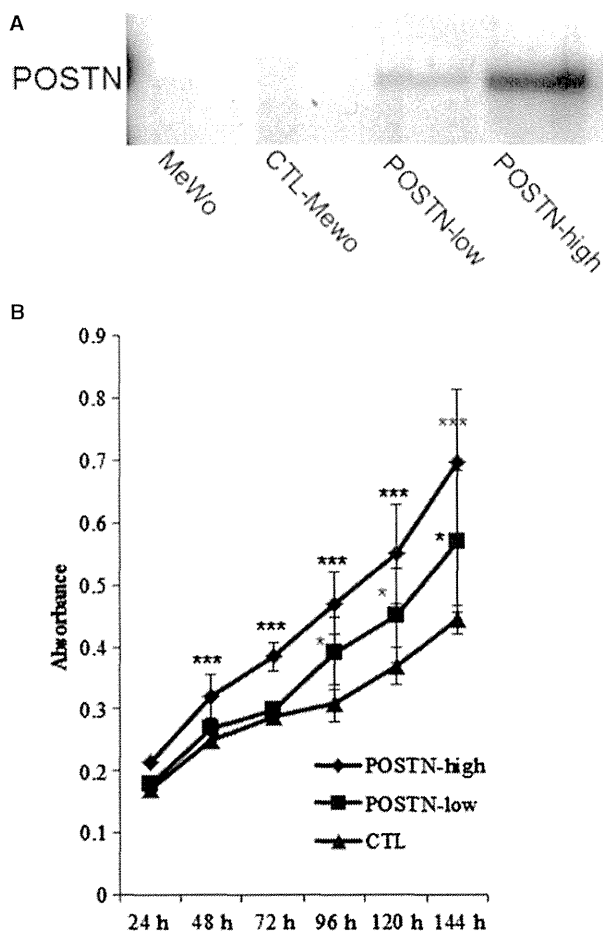 A
POSTN
MeWo
CTL-Mewo
POSTN-low
POSTN-high
B
0.9
0.8
0.7
0.6
0.5
0.4
0.3
0.2
0.1
0
Absorbance
***
***
***
***
***
*
*
*
POSTN-high
POSTN-low
CTL
24 h 48 h 72 h 96 h 120 h 144 h